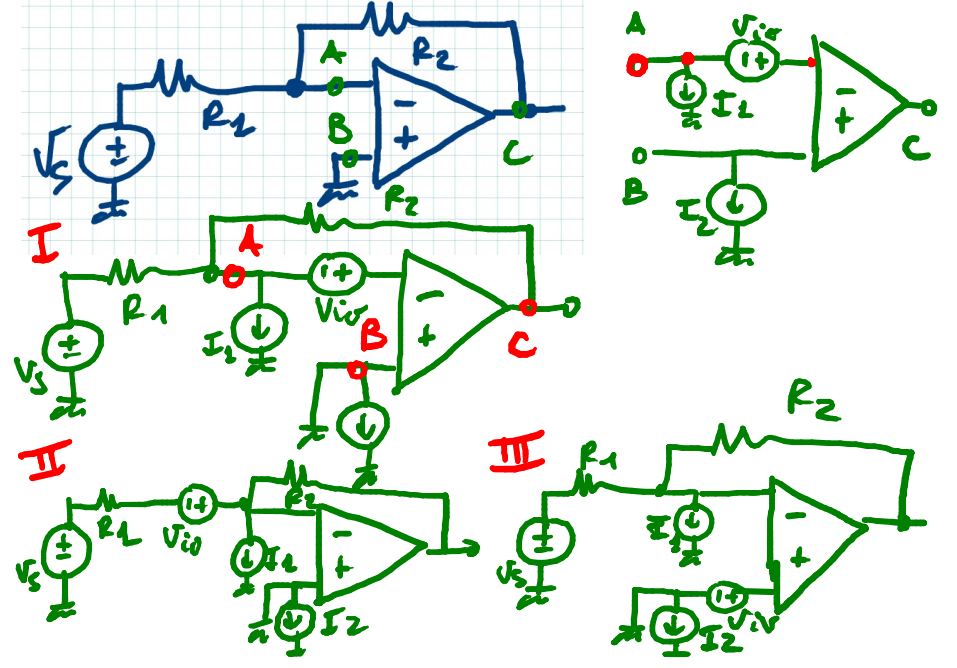 R2
A
R1
B
C
Vs
+
-
+
A
Vio
+
I1
B
I2
-
+
C
I
R2
A
R1
Vio
+
I1
B
C
Vs
+
-
+
II
R1
Vio
+
R2
I1
Vs
+
I2
-
+
III
R1
R2
Vs
+
I1
I2
Vio
+
-
+